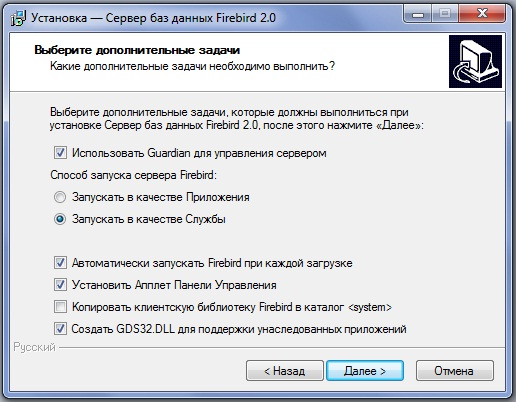 Установка — Сервер баз данных Firebird 2.0
Выберите дополнительные задачи
Какие дополнительные задачи необходимо выполнить?
Выберите дополнительные задачи, которые должны выполниться при
установке Сервер баз данных Firebird 2.0, после этого нажмите «Далее»:
Использовать Guardian для управления сервером
Способ запуска сервера Firebird:
Запускать в качестве Приложения
Запускать в качестве Службы
Автоматически запускать Firebird при каждой загрузке
Установить Апплет Панели Управления
Копировать клиентскую библиотеку Firebird в каталог <system>
Создать GDS32.DLL для поддержки унаследованных приложений
Русский
< Назад
Далее >
Отмена